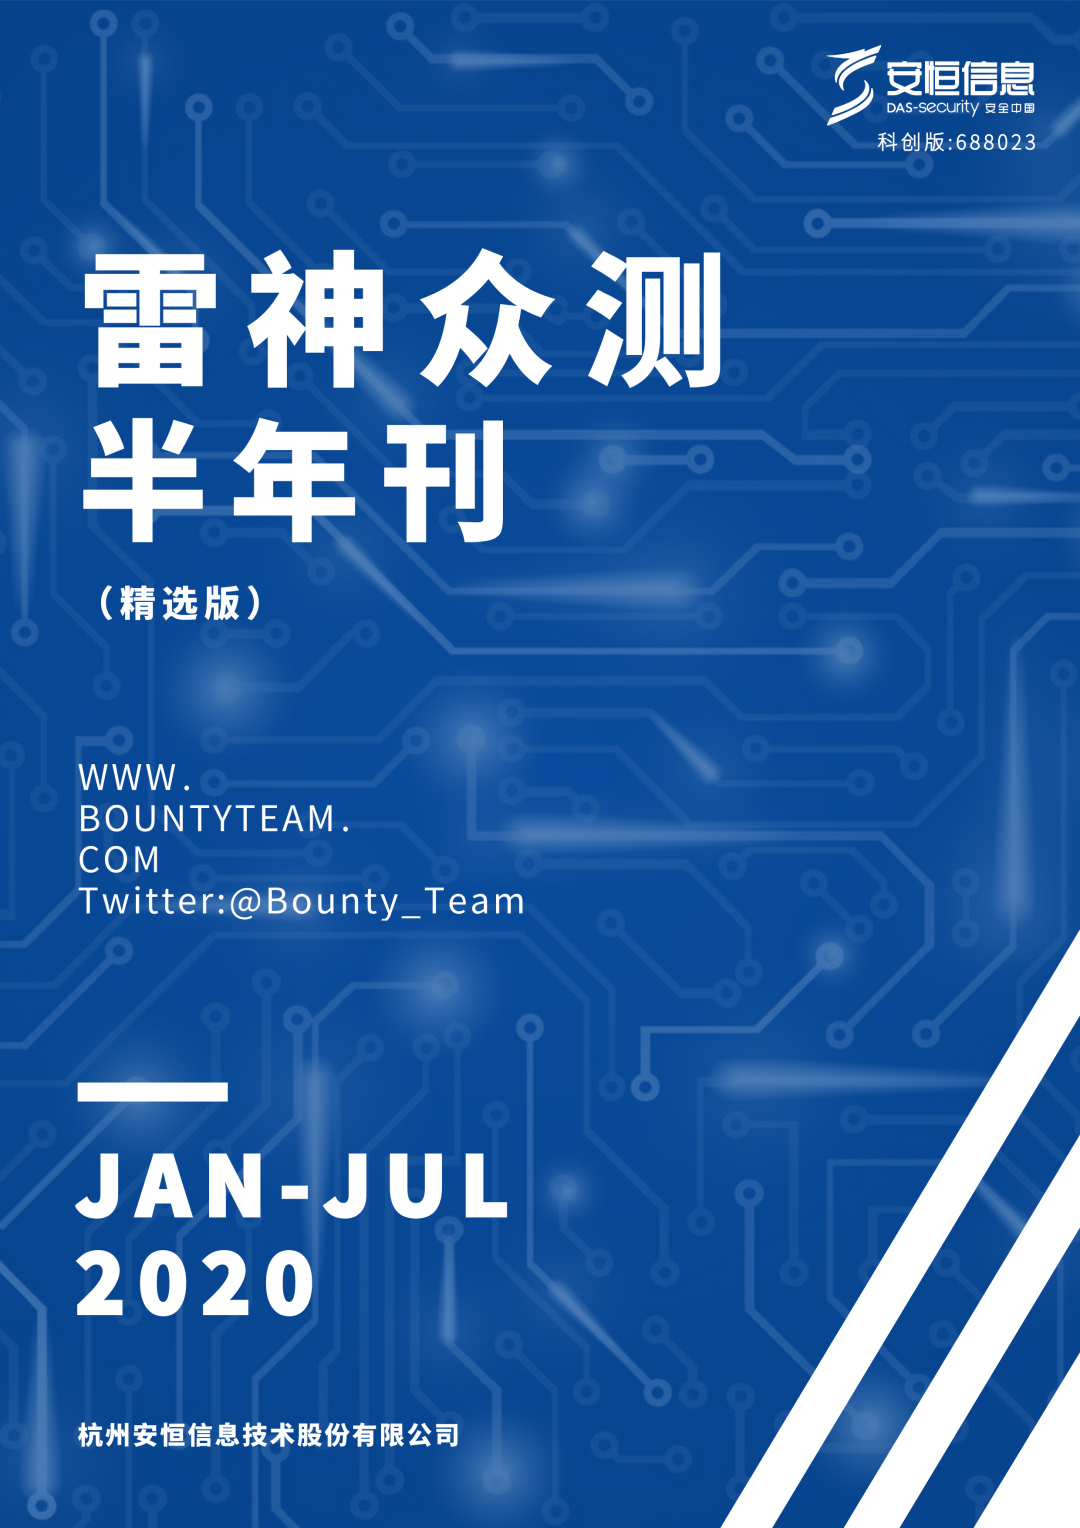 安恒信息
DAS-security 安全中国
科创版:688023
雷神众测
半年刊
（精选版）
WWW.
BOUNTYTEAM.
COM
Twitter:@Bounty_Team
JAN-JUL
2020
杭州安恒信息技术股份有限公司